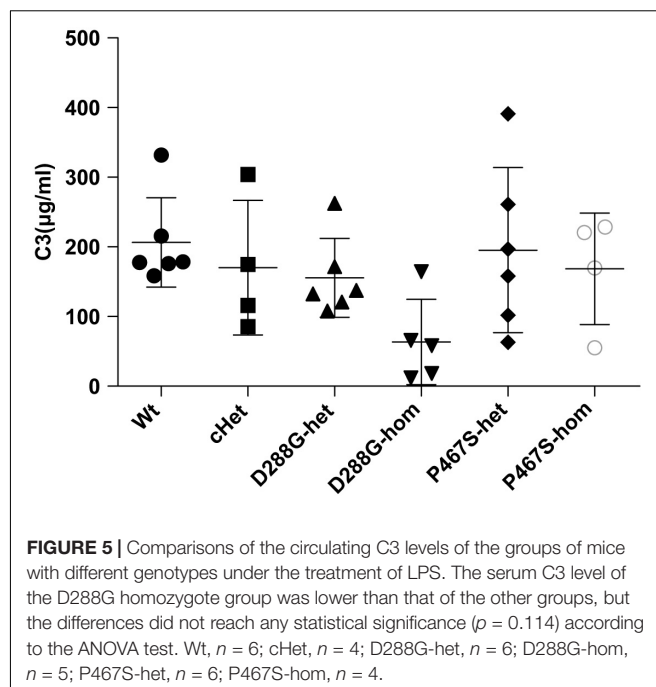 500
400
300
200
100
0
C3(µg/ml)
Wt
cHet
D288G-het
D288G-hom
P467S-het
P467S-hom
FIGURE 5 | Comparisons of the circulating C3 levels of the groups of mice
with different genotypes under the treatment of LPS. The serum C3 level of
the D288G homozygote group was lower than that of the other groups, but
the differences did not reach any statistical significance (p = 0.114) according
to the ANOVA test. Wt, n = 6; cHet, n = 4; D288G-het, n = 6; D288G-hom,
n = 5; P467S-het, n = 6; P467S-hom, n = 4.